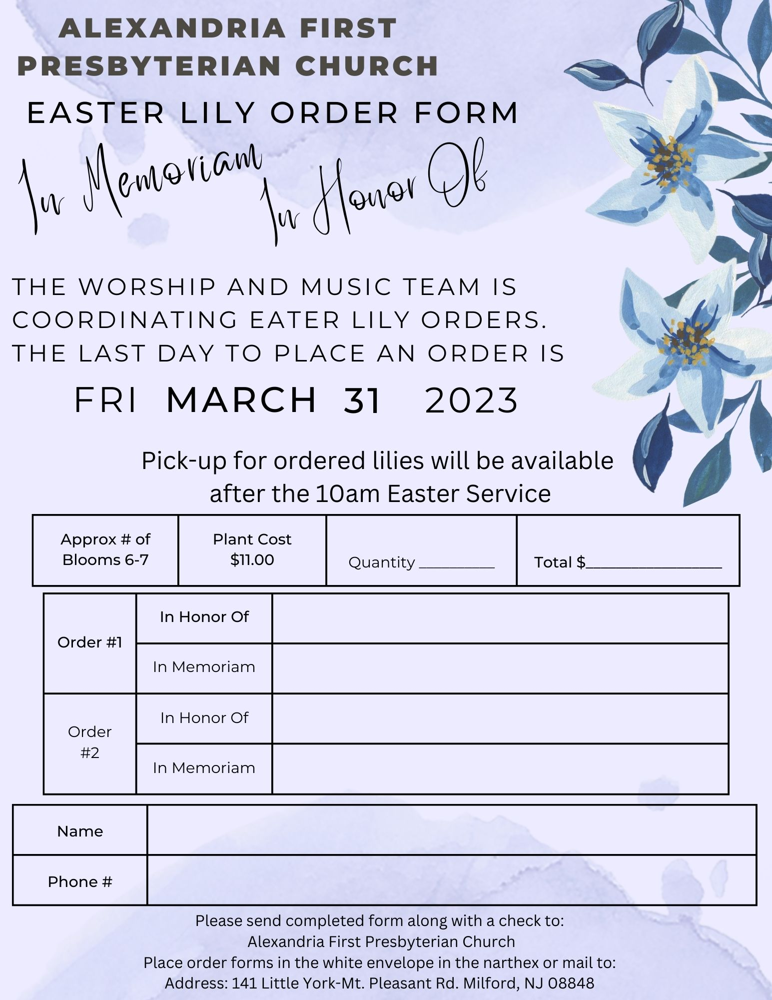 ALEXANDRIA FIRST
PRESBYTERIAN CHURCH
EASTER LILY ORDER FORM
In Memoriam
In Honor Of
THE WORSHIP AND MUSIC TEAM IS
COORDINATING EATER LILY ORDERS.
THE LAST DAY TO PLACE AN ORDER IS
FRI MARCH 31 2023
Pick-up for ordered lilies will be available
after the 10am Easter Service
Approx # of
Blooms 6-7
Plant Cost
$11.00
Quantity __________
Total $__________________
Order #1
In Honor Of
In Memoriam
Order
#2
In Honor Of
In Memoriam
Name
Phone #
Please send completed form along with a check to:
Alexandria First Presbyterian Church
Place order forms in the white envelope in the narthex or mail to:
Address: 141 Little York-Mt. Pleasant Rd. Milford, NJ 08848